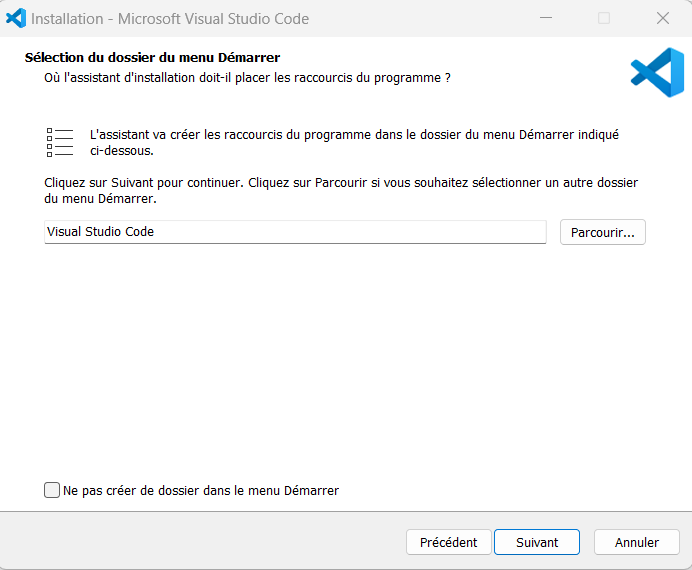 Installation - Microsoft Visual Studio Code
Sélection du dossier du menu Démarrer
Où l'assistant d'installation doit-il placer les raccourcis du programme ?
L'assistant va créer les raccourcis du programme dans le dossier du menu Démarrer indiqué
ci-dessous.
Cliquez sur Suivant pour continuer. Cliquez sur Parcourir si vous souhaitez sélectionner un autre dossier
du menu Démarrer.
Visual Studio Code
Parcourir...
Ne pas créer de dossier dans le menu Démarrer
Précédent
Suivant
Annuler